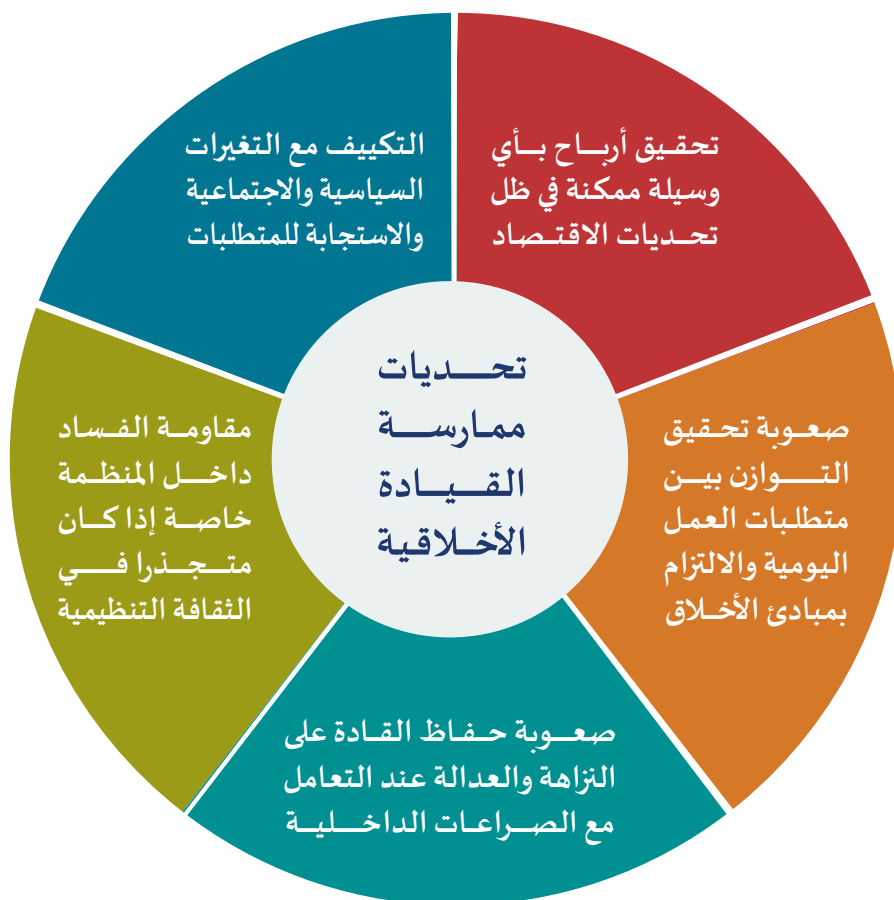 تحديات
ممارسة
القيادة
الأخلاقية
تحقيق أرباح بأي
وسيلة ممكنة في ظل
تحديات الاقتصاد
صعوبة تحقيق
التوازن بين
متطلبات العمل
اليومية والالتزام
بمبادئ الأخلاق
صعوبة حفاظ القادة على
النزاهة والعدالة عند التعامل
مع الصراعات الداخلية
مقاومة الفساد
داخل المنظمة
خاصة إذا كان
متجذرا في
الثقافة التنظيمية
التكييف مع التغيرات
السياسية والاجتماعية
والاستجابة للمتطلبات